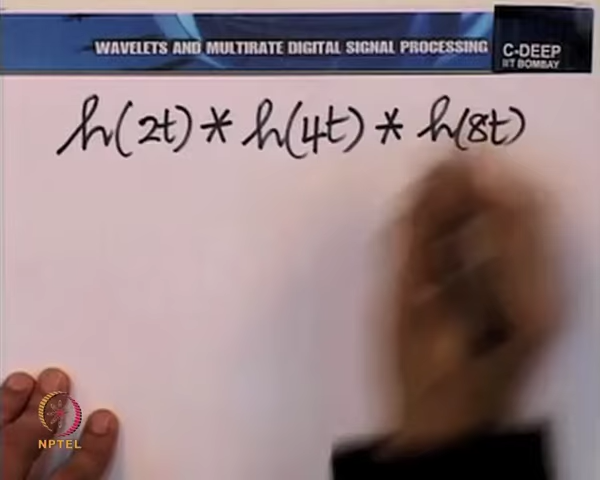 WAVELETS AND MULTIRATE DIGITAL SIGNAL PROCESSING
C-DEEP
IIT BOMBAY
h(2t) * h(4t) * h(8t)
NPTEL